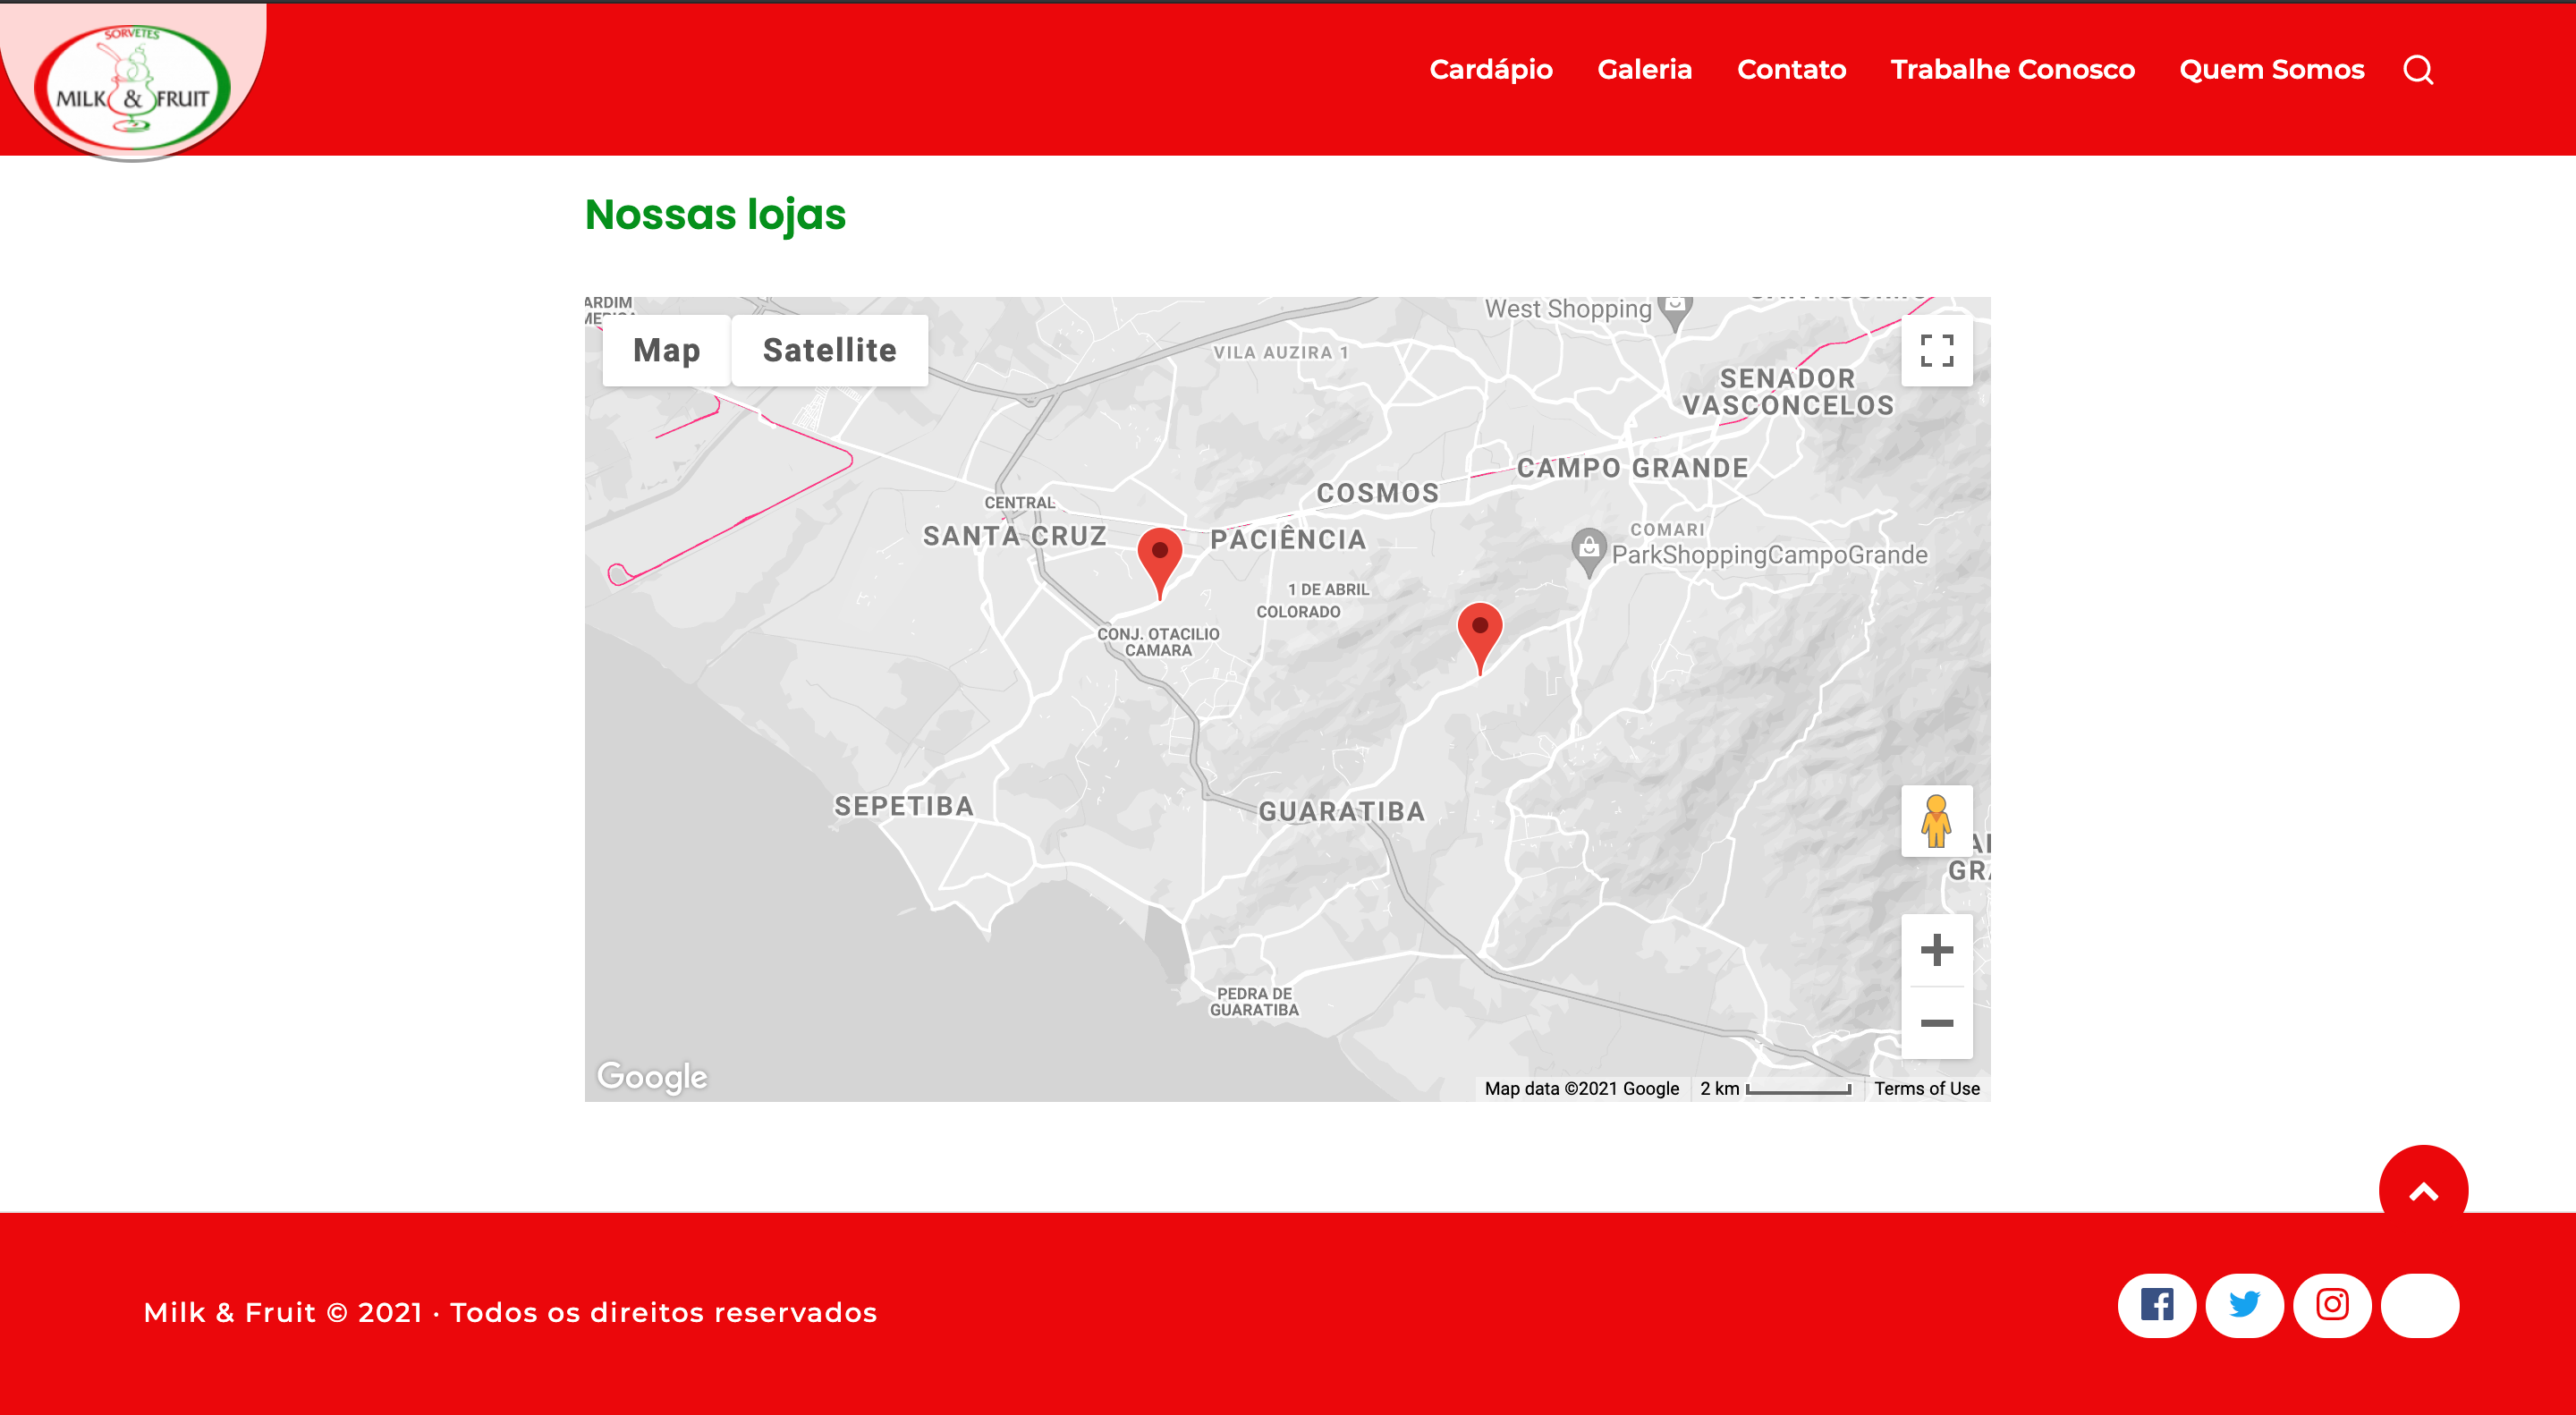 SORVETES
MILK & FRUIT
Cardápio Galeria Contato Trabalhe Conosco Quem Somos
Nossas lojas
Map Satellite
West Shopping
VILA AUZIRA 1
SENADOR
VASCONCELOS
CAMPO GRANDE
COSMOS
CENTRAL
SANTA CRUZ
PACIÊNCIA
COMARI
ParkShoppingCampoGrande
1 DE ABRIL
COLORADO
CONJ. OTACILIO
CAMARA
SEPETIBA
GUARATIBA
PEDRA DE
GUARATIBA
Google
Map data ©2021 Google 2 km Terms of Use
Milk & Fruit © 2021 · Todos os direitos reservados